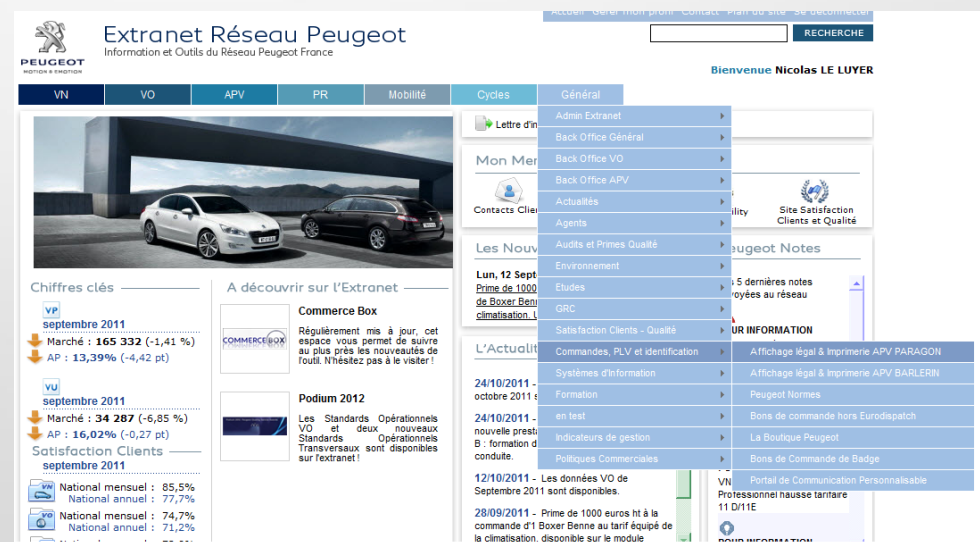 Accueil Gérer mon profil Contact Plan du site Se déconnecter
PEUGEOT
MOTION & EMOTION
Extranet Réseau Peugeot
Information et Outils du Réseau Peugeot France
RECHERCHE
Bienvenue Nicolas LE LUYER
VN VO APV PR Mobilité Cycles Général
Lettre d'in
Admin Extranet
Back Office Général
Back Office VO
Back Office APV
Actualités
Agents
Audits et Primes Qualité
Environnement
Etudes
GRC
Satisfaction Clients - Qualité
Commandes, PLV et identification
Systèmes d'Information
Formation
en test
Indicateurs de gestion
Politiques Commerciales
Affichage légal & Imprimerie APV PARAGON
Affichage légal & Imprimerie APV BARLERIN
Peugeot Normes
Bons de commande hors Eurodispatch
La Boutique Peugeot
Bons de Commande de Badge
Portail de Communication Personnalisable
Mon Me
Contacts Clie
ility
Site Satisfaction
Clients et Qualité
Chiffres clés
VP
septembre 2011
Marché : 165 332 (-1,41 %)
AP : 13,39% (-4,42 pt)
VU
septembre 2011
Marché : 34 287 (-6,85 %)
AP : 16,02% (-0,27 pt)
Satisfaction Clients
septembre 2011
VN
National mensuel : 85,5%
National annuel : 77,7%
VO
National mensuel : 74,7%
National annuel : 71,2%
A découvrir sur l'Extranet
COMMERCE BOX
Commerce Box
Régulièrement mis à jour, cet
espace vous permet de suivre
au plus près les nouveautés de
l'outil. N'hésitez pas à le visiter !
Podium 2012
Les Standards Opérationnels
VO et deux nouveaux
Standards Opérationnels
Transversaux sont disponibles
sur l'extranet !
Les Nouv
Lun, 12 Sept
Prime de 1000
de Boxer Benn
climatisation. L
L'Actualit
24/10/2011 -
octobre 2011 s
24/10/2011 -
nouvelle presta
B : formation d
conduite.
12/10/2011 - Les données VO de
Septembre 2011 sont disponibles.
28/09/2011 - Prime de 1000 euros ht à la
commande d'1 Boxer Benne au tarif équipé de
la climatisation, disponible sur le module
eugeot Notes
s 5 dernières notes
voyées au réseau
UR INFORMATION
VN
Professionnel hausse tarifaire
11 D/11E
POUR INFORMATION